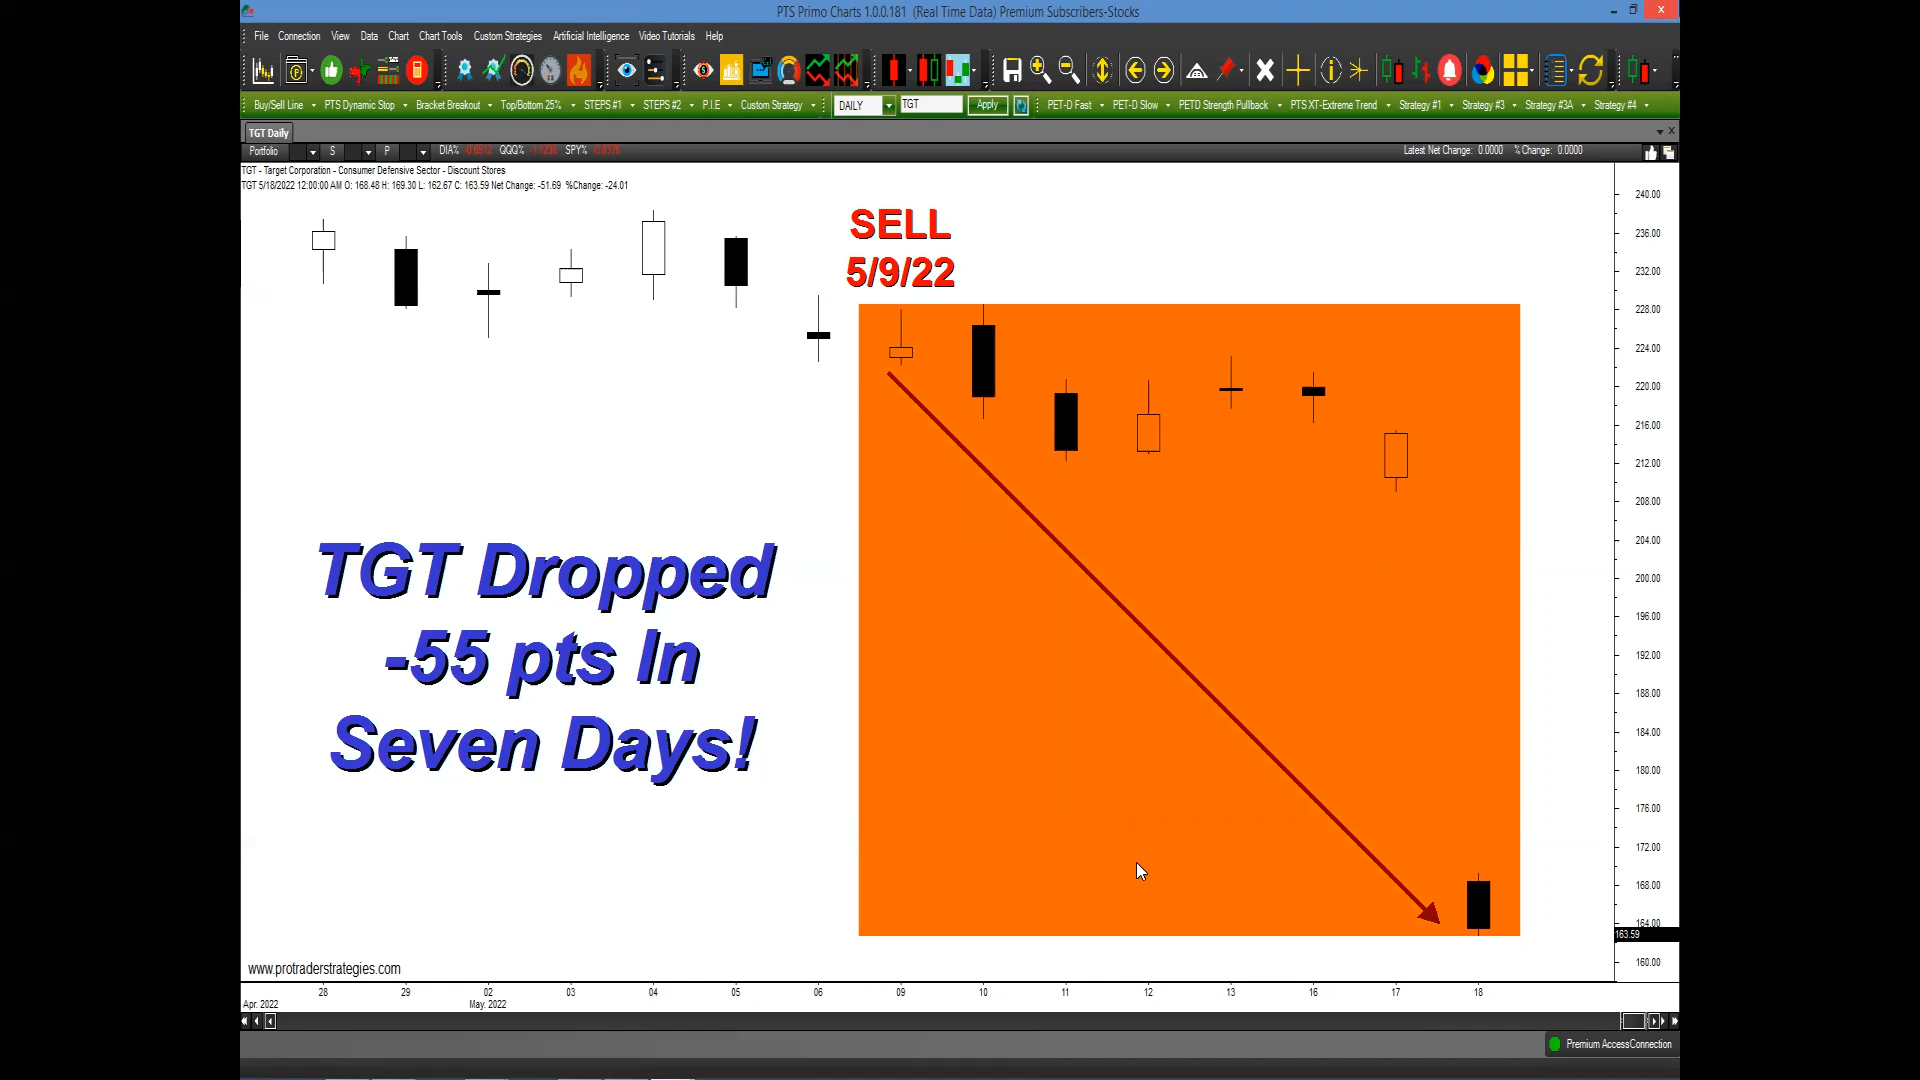 PTS Primo Charts 1.0.0.181 (Real Time Data) Premium Subscribers-Stocks
File Connection View Data Chart Chart Tools Custom Strategies Artificial Intelligence Video Tutorials Help
Buy/Sell Line PTS Dynamic Stop Bracket Breakout Top/Bottom 25% STEPS #1 STEPS #2 P.I.E Custom Strategy DAILY TGT Apply PET-D Fast PET-D Slow PETD Strength Pullback PTS XT-Extreme Trend Strategy #1 Strategy #3 Strategy #3A Strategy #4
TGT Daily
Portfolio S P DIA% QQQ% SPY% Latest Net Change: 0.0000 % Change: 0.0000
TGT - Target Corporation - Consumer Defensive Sector - Discount Stores
TGT 5/18/2022 12:00:00 AM O: 168.48 H: 169.30 L: 162.67 C: 163.59 Net Change: -51.69 %Change: -24.01
SELL
5/9/22
TGT Dropped
-55 pts In
Seven Days!
240.00
236.00
232.00
228.00
224.00
220.00
216.00
212.00
208.00
204.00
200.00
196.00
192.00
188.00
184.00
180.00
176.00
172.00
168.00
164.00
163.59
160.00
www.protraderstrategies.com
28 29 02 03 04 05 06 09 10 11 12 13 16 17 18
Apr. 2022 May. 2022
Premium AccessConnection